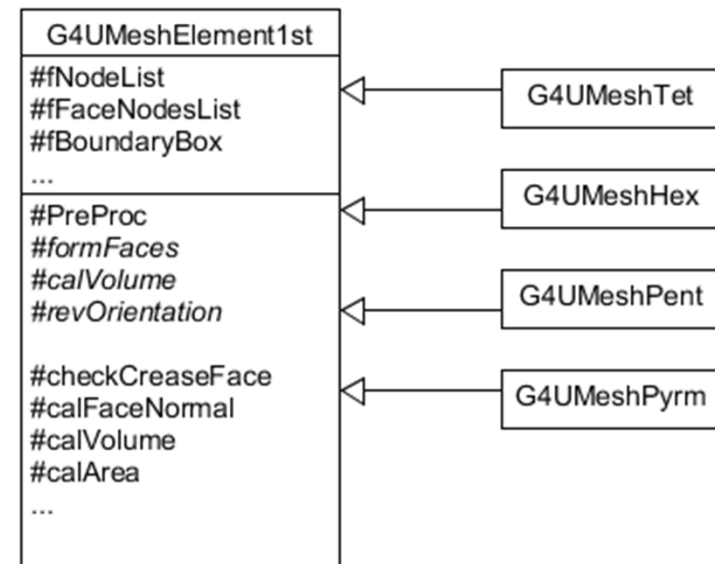 G4UMeshElement1st
#fNodeList
#fFaceNodesList
#fBoundaryBox
...
#PreProc
#formFaces
#calVolume
#revOrientation
#checkCreaseFace
#calFaceNormal
#calVolume
#calArea
...
G4UMeshTet
G4UMeshHex
G4UMeshPent
G4UMeshPyrm